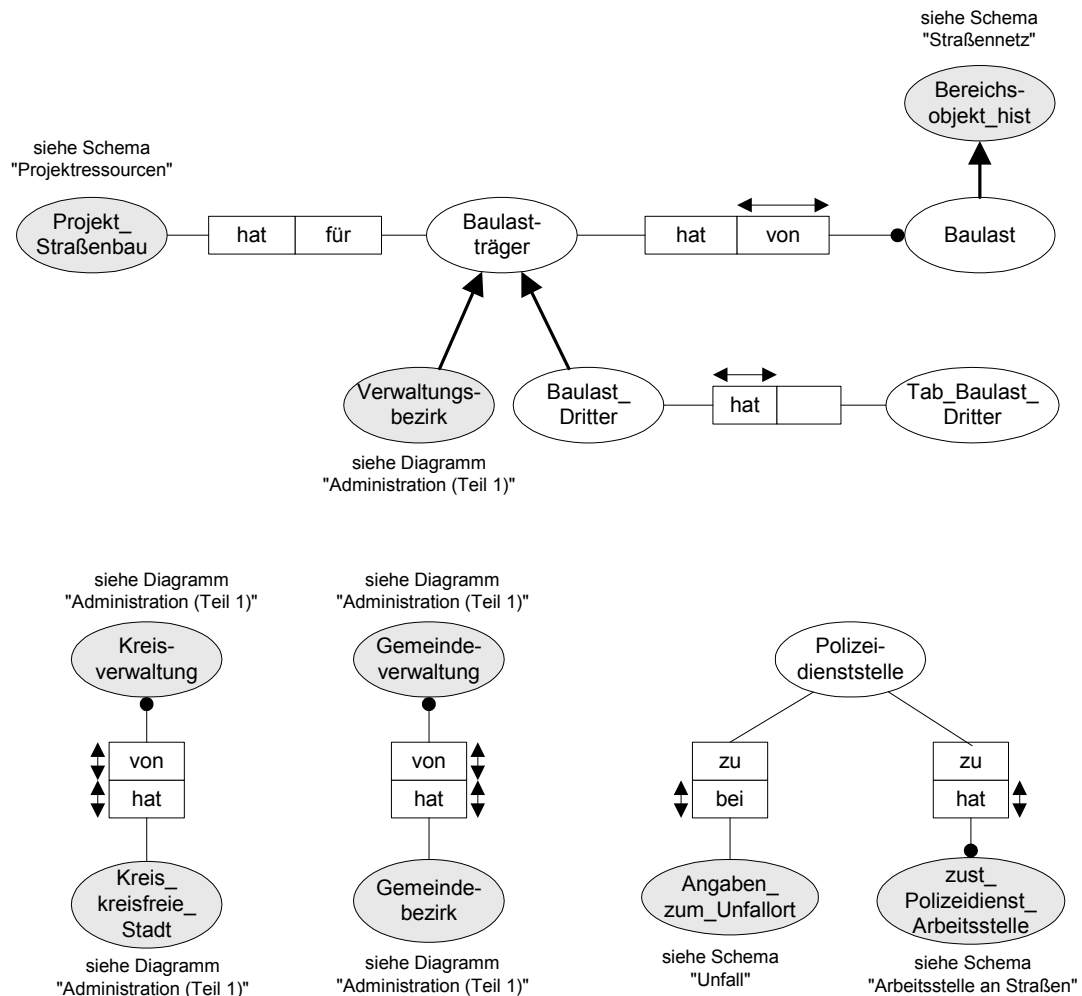 siehe Schema
"Straßennetz"
Bereichs-
objekt_hist
siehe Schema
"Projektressourcen"
Projekt_
Straßenbau
hat
für
Baulast-
träger
hat
von
Baulast
Verwaltungs-
bezirk
siehe Diagramm
"Administration (Teil 1)"
Baulast_
Dritter
hat
Tab_Baulast_
Dritter
siehe Diagramm
"Administration (Teil 1)"
Kreis-
verwaltung
von
hat
Kreis_
kreisfreie_
Stadt
siehe Diagramm
"Administration (Teil 1)"
siehe Diagramm
"Administration (Teil 1)"
Gemeinde-
verwaltung
von
hat
Gemeinde-
bezirk
siehe Diagramm
"Administration (Teil 1)"
Polizei-
dienststelle
zu
bei
Angaben_
zum_Unfallort
siehe Schema
"Unfall"
zu
hat
zust_
Polizeidienst_
Arbeitsstelle
siehe Schema
"Arbeitsstelle an Straßen"